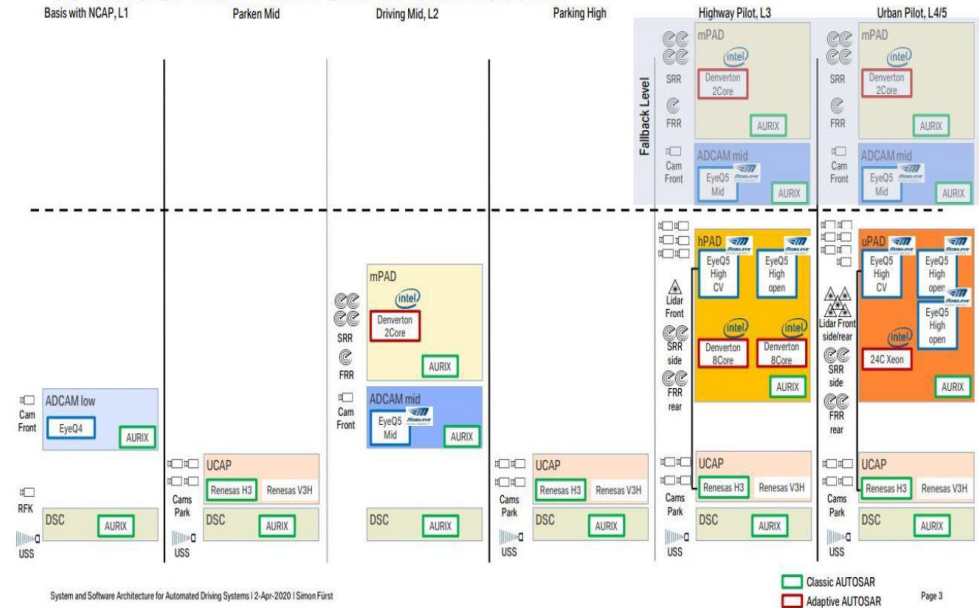 Basis with NCAP, L1
Parken Mid
Driving Mid, L2
Parking High
Highway Pilot, L3
Urban Pilot, L4/5
Fallback Level
SRR
FRR
Cam
Front
mPAD
intel
Denverton
2Core
AURIX
ADCAM mid
EyeQ5
Mid
MOBILEYE
AURIX
SRR
FRR
Cam
Front
mPAD
intel
Denverton
2Core
AURIX
ADCAM mid
EyeQ5
Mid
MOBILEYE
AURIX
Cam
Front
ADCAM low
EyeQ4
AURIX
RFK
USS
DSC
AURIX
Cams
Park
USS
UCAP
Renesas H3
Renesas V3H
DSC
AURIX
SRR
FRR
Cam
Front
mPAD
intel
Denverton
2Core
AURIX
ADCAM mid
EyeQ5
Mid
MOBILEYE
AURIX
DSC
AURIX
USS
Cams
Park
USS
UCAP
Renesas H3
Renesas V3H
DSC
AURIX
Lidar
Front
SRR
side
FRR
rear
hPAD
MOBILEYE
EyeQ5
High
CV
MOBILEYE
EyeQ5
High
open
intel
Denverton
8Core
intel
Denverton
8Core
AURIX
Cams
Park
USS
UCAP
Renesas H3
Renesas V3H
DSC
AURIX
Lidar Front
side/rear
SRR
side
FRR
rear
uPAD
MOBILEYE
EyeQ5
High
CV
MOBILEYE
EyeQ5
High
open
MOBILEYE
EyeQ5
High
open
intel
24C Xeon
AURIX
Cams
Park
USS
UCAP
Renesas H3
Renesas V3H
DSC
AURIX
Classic AUTOSAR
Adaptive AUTOSAR
System and Software Architecture for Automated Driving Systems I 2-Apr-2020 I Simon Fürst
Page 3